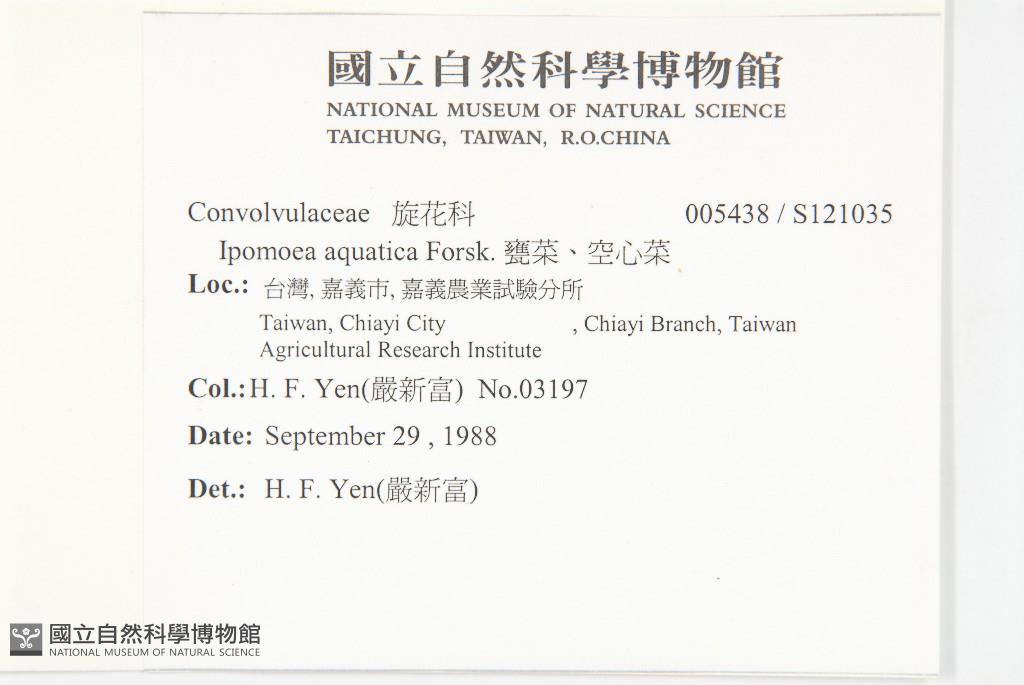 國立自然科學博物館
NATIONAL MUSEUM OF NATURAL SCIENCE
TAICHUNG, TAIWAN, R.O.CHINA
Convolvulaceae 旋花科 005438 / S121035
Ipomoea aquatica Forsk. 甕菜、空心菜
Loc.: 台灣, 嘉義市, 嘉義農業試驗分所
Taiwan, Chiayi City , Chiayi Branch, Taiwan
Agricultural Research Institute
Col.: H. F. Yen(嚴新富) No.03197
Date: September 29 , 1988
Det.: H. F. Yen(嚴新富)
國立自然科學博物館
NATIONAL MUSEUM OF NATURAL SCIENCE